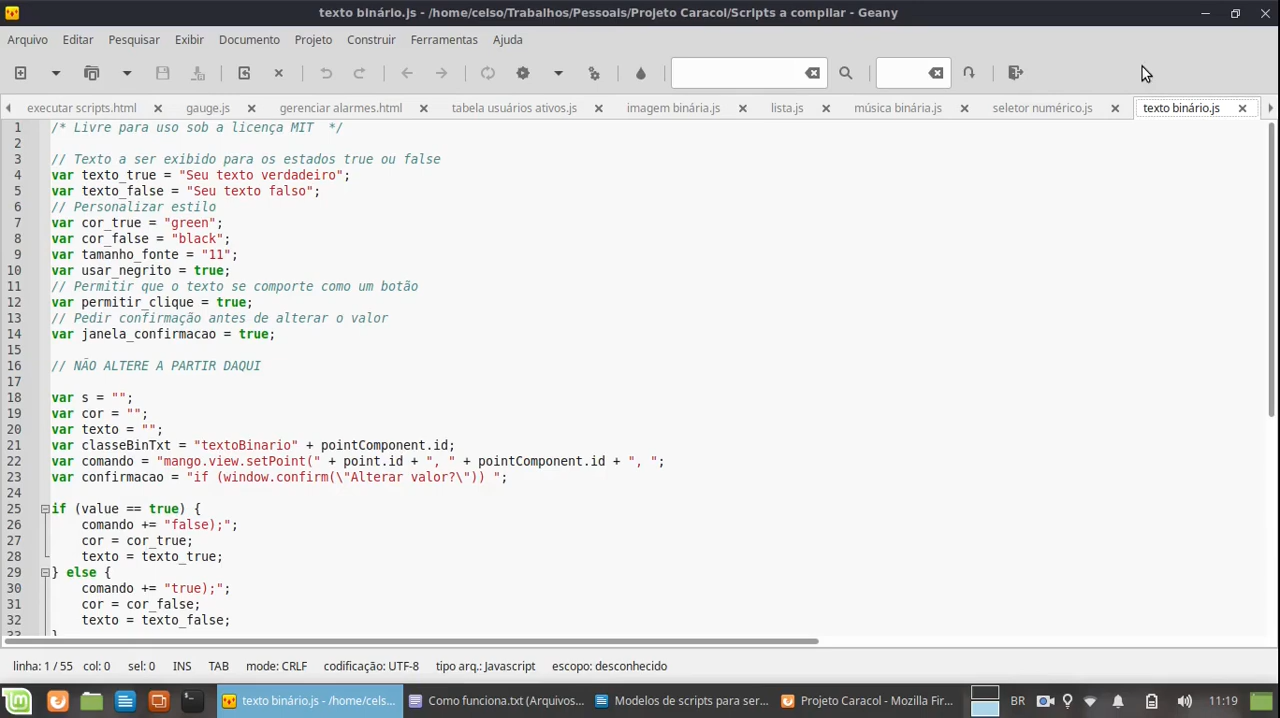 texto binário.js - /home/celso/Trabalhos/Pessoais/Projeto Caracol/Scripts a compilar - Geany
Arquivo Editar Pesquisar Exibir Documento Projeto Construir Ferramentas Ajuda
executar scripts.html gauge.js gerenciar alarmes.html tabela usuários ativos.js imagem binária.js lista.js música binária.js seletor numérico.js texto binário.js
1 /* Livre para uso sob a licença MIT  */
2
3 // Texto a ser exibido para os estados true ou false
4 var texto_true = "Seu texto verdadeiro";
5 var texto_false = "Seu texto falso";
6 // Personalizar estilo
7 var cor_true = "green";
8 var cor_false = "black";
9 var tamanho_fonte = "11";
10 var usar_negrito = true;
11 // Permitir que o texto se comporte como um botão
12 var permitir_clique = true;
13 // Pedir confirmação antes de alterar o valor
14 var janela_confirmacao = true;
15
16 // NÃO ALTERE A PARTIR DAQUI
17
18 var s = "";
19 var cor = "";
20 var texto = "";
21 var classeBinTxt = "textoBinario" + pointComponent.id;
22 var comando = "mango.view.setPoint(" + point.id + ", " + pointComponent.id + ", ";
23 var confirmacao = "if (window.confirm(\"Alterar valor?\")) ";
24
25 if (value == true) {
26     comando += "false);";
27     cor = cor_true;
28     texto = texto_true;
29 } else {
30     comando += "true);";
31     cor = cor_false;
32     texto = texto_false;
33 }
linha: 1 / 55 col: 0 sel: 0 INS TAB mode: CRLF codificação: UTF-8 tipo arq.: Javascript escopo: desconhecido
texto binário.js - /home/cels... Como funciona.txt (Arquivos... Modelos de scripts para ser... Projeto Caracol - Mozilla Fir... BR 11:19